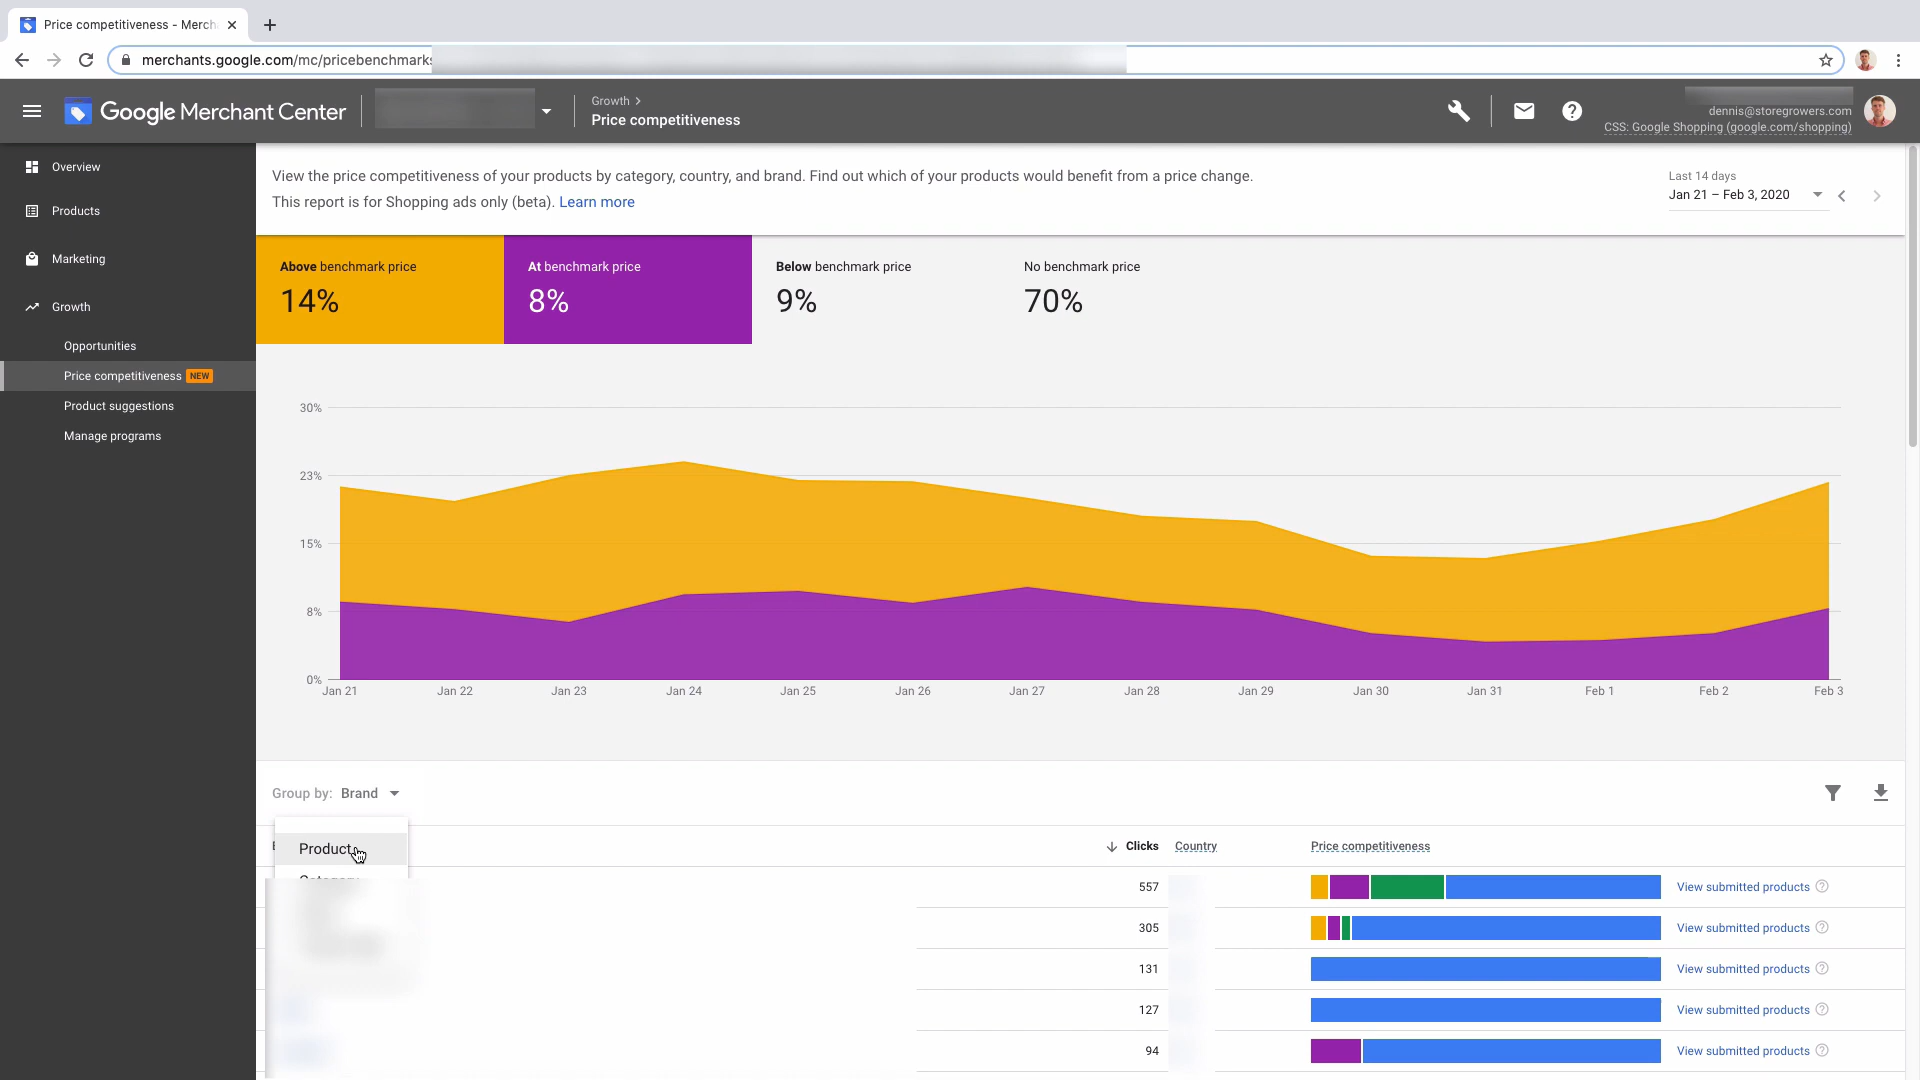 Price competitiveness - Merch
merchants.google.com/mc/pricebenchmarks
Google Merchant Center
Growth >
Price competitiveness
dennis@storegrowers.com
CSS: Google Shopping (google.com/shopping)
Overview
Products
Marketing
Growth
Opportunities
Price competitiveness NEW
Product suggestions
Manage programs
View the price competitiveness of your products by category, country, and brand. Find out which of your products would benefit from a price change.
This report is for Shopping ads only (beta). Learn more
Last 14 days
Jan 21 – Feb 3, 2020
Above benchmark price
14%
At benchmark price
8%
Below benchmark price
9%
No benchmark price
70%
30%
23%
15%
8%
0%
Jan 21 Jan 22 Jan 23 Jan 24 Jan 25 Jan 26 Jan 27 Jan 28 Jan 29 Jan 30 Jan 31 Feb 1 Feb 2 Feb 3
Group by: Brand
Product
Clicks Country Price competitiveness
557 View submitted products
305 View submitted products
131 View submitted products
127 View submitted products
94 View submitted products